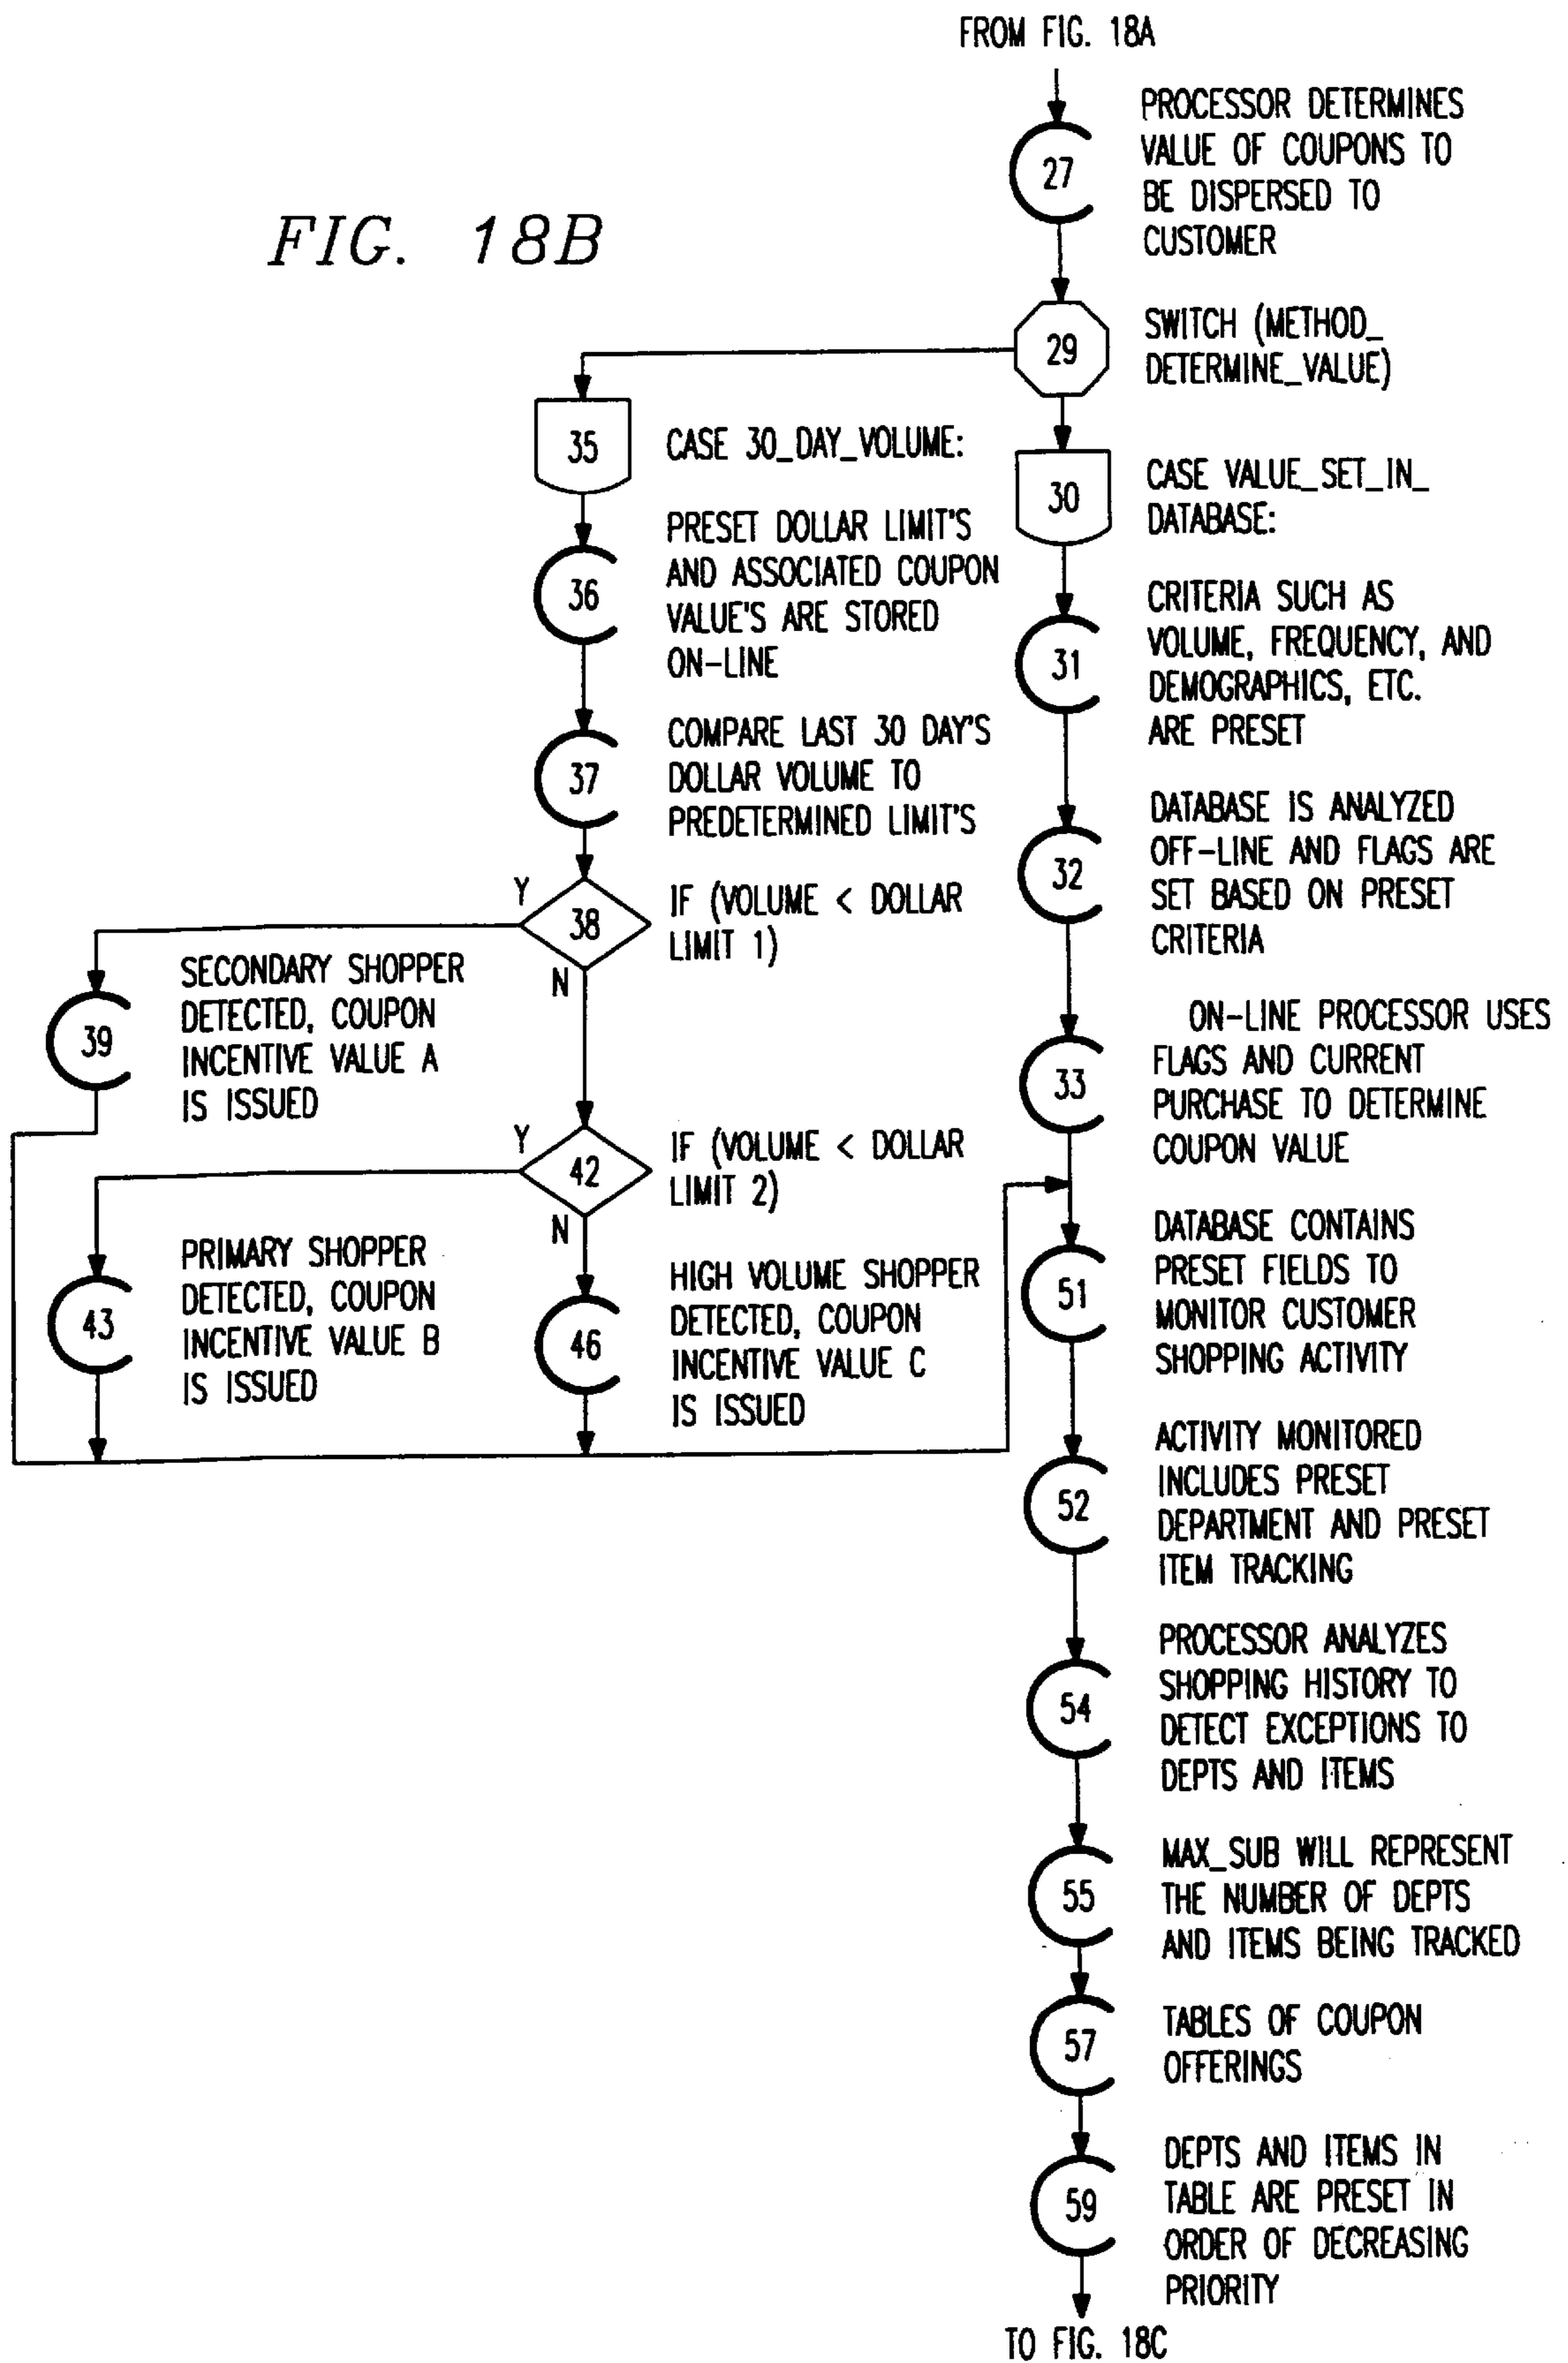 FROM FIG. 18A
FIG. 18B
27
PROCESSOR DETERMINES
VALUE OF COUPONS TO
BE DISPERSED TO
CUSTOMER
29
SWITCH (METHOD_
DETERMINE_VALUE)
35
CASE 30_DAY_VOLUME:
36
PRESET DOLLAR LIMIT'S
AND ASSOCIATED COUPON
VALUE'S ARE STORED
ON-LINE
37
COMPARE LAST 30 DAY'S
DOLLAR VOLUME TO
PREDETERMINED LIMIT'S
Y
38
N
IF (VOLUME < DOLLAR
LIMIT 1)
39
SECONDARY SHOPPER
DETECTED, COUPON
INCENTIVE VALUE A
IS ISSUED
Y
42
N
IF (VOLUME < DOLLAR
LIMIT 2)
43
PRIMARY SHOPPER
DETECTED, COUPON
INCENTIVE VALUE B
IS ISSUED
46
HIGH VOLUME SHOPPER
DETECTED, COUPON
INCENTIVE VALUE C
IS ISSUED
30
CASE VALUE_SET_IN_
DATABASE:
31
CRITERIA SUCH AS
VOLUME, FREQUENCY, AND
DEMOGRAPHICS, ETC.
ARE PRESET
32
DATABASE IS ANALYZED
OFF-LINE AND FLAGS ARE
SET BASED ON PRESET
CRITERIA
33
ON-LINE PROCESSOR USES
FLAGS AND CURRENT
PURCHASE TO DETERMINE
COUPON VALUE
51
DATABASE CONTAINS
PRESET FIELDS TO
MONITOR CUSTOMER
SHOPPING ACTIVITY
52
ACTIVITY MONITORED
INCLUDES PRESET
DEPARTMENT AND PRESET
ITEM TRACKING
54
PROCESSOR ANALYZES
SHOPPING HISTORY TO
DETECT EXCEPTIONS TO
DEPTS AND ITEMS
55
MAX_SUB WILL REPRESENT
THE NUMBER OF DEPTS
AND ITEMS BEING TRACKED
57
TABLES OF COUPON
OFFERINGS
59
DEPTS AND ITEMS IN
TABLE ARE PRESET IN
ORDER OF DECREASING
PRIORITY
TO FIG. 18C